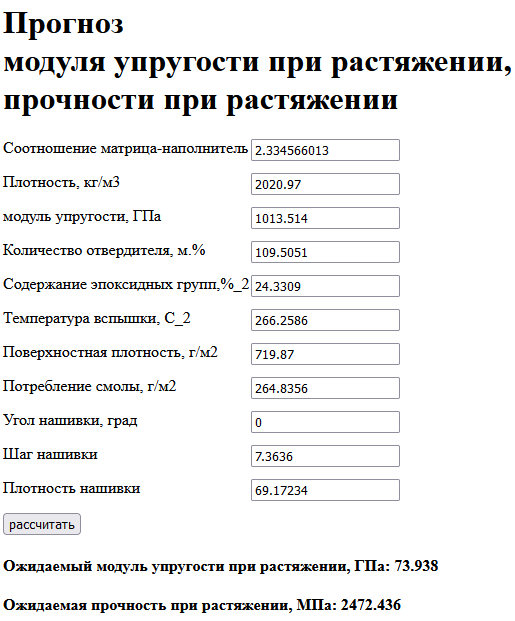 Прогноз
модуля упругости при растяжении,
прочности при растяжении
Соотношение матрица-наполнитель 2.334566013
Плотность, кг/м3 2020.97
модуль упругости, ГПа 1013.514
Количество отвердителя, м.% 109.5051
Содержание эпоксидных групп,%_2 24.3309
Температура вспышки, С_2 266.2586
Поверхностная плотность, г/м2 719.87
Потребление смолы, г/м2 264.8356
Угол нашивки, град 0
Шаг нашивки 7.3636
Плотность нашивки 69.17234
рассчитать
Ожидаемый модуль упругости при растяжении, ГПа: 73.938
Ожидаемая прочность при растяжении, МПа: 2472.436